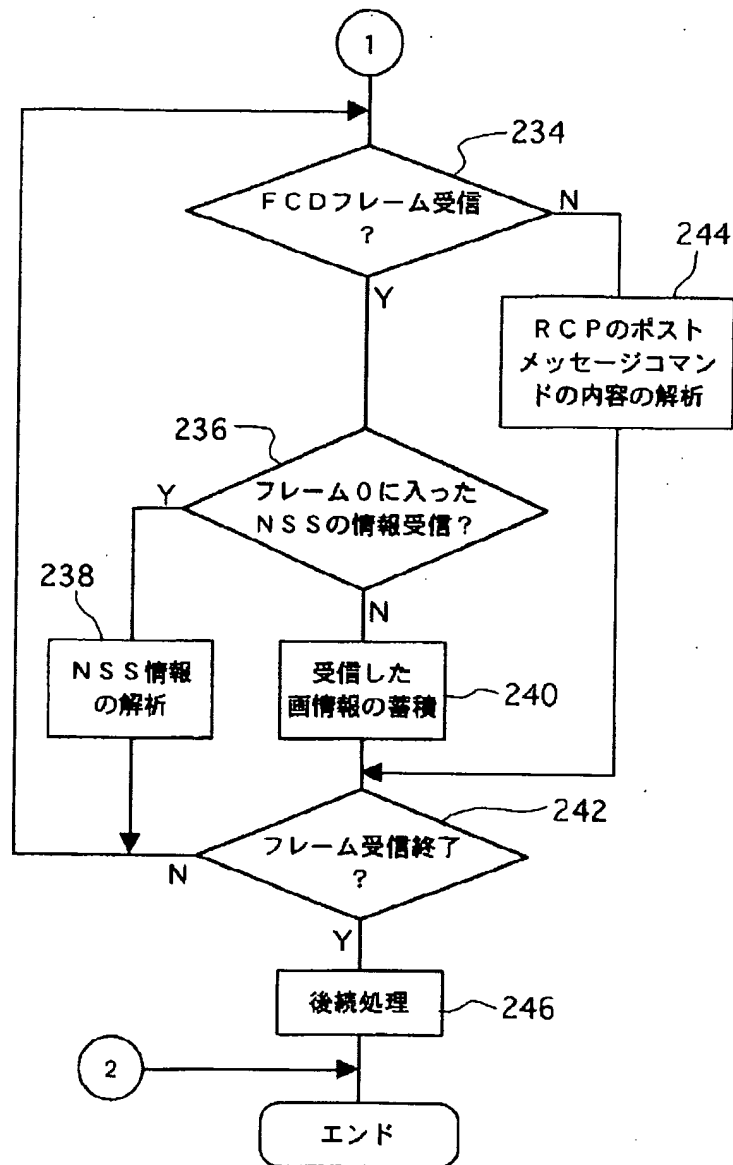 1
234
FCDフレーム受信
?
N
Y
244
RCPのポスト
メッセージコマン
ドの内容の解析
236
フレーム0に入った
NSSの情報受信?
Y
N
238
NSS情報
の解析
受信した
画情報の蓄積
240
242
フレーム受信終了
?
N
Y
後続処理
246
2
エンド